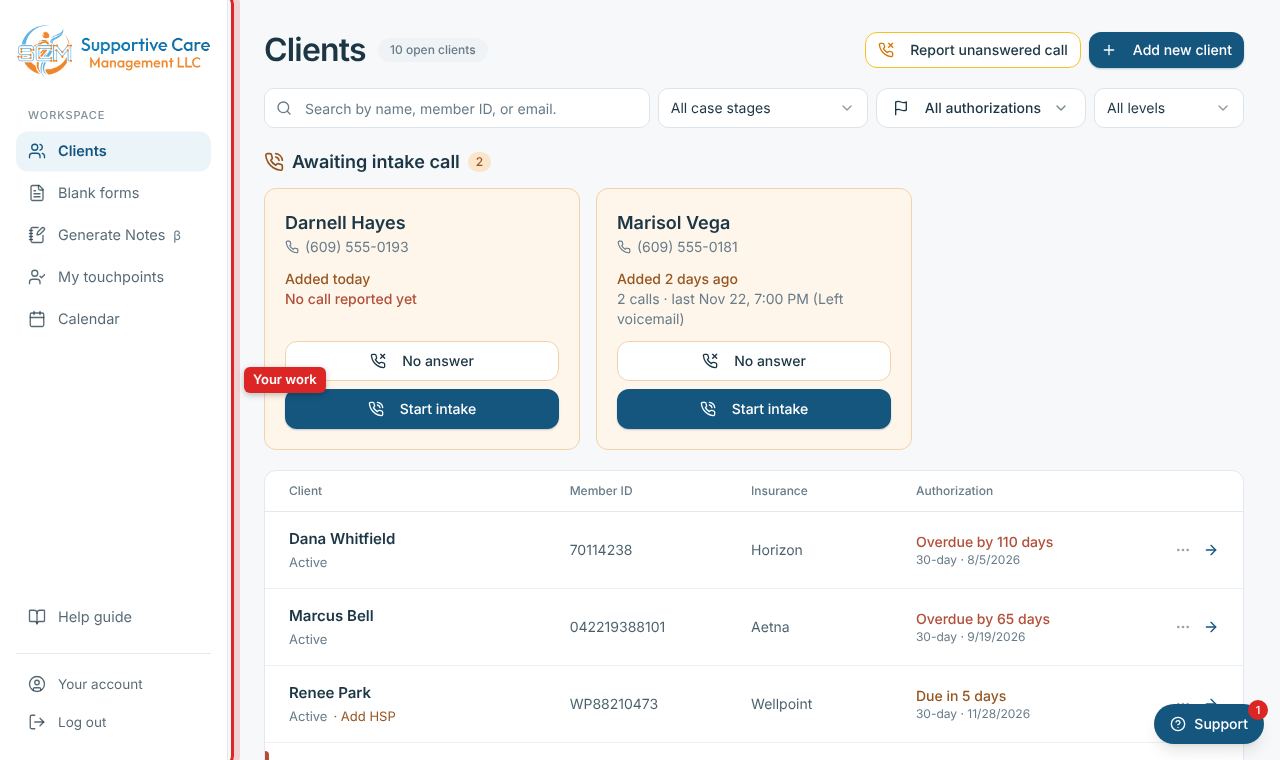 SCM
Supportive Care
Management LLC
WORKSPACE
Clients
Blank forms
Generate Notes β
My touchpoints
Calendar
Help guide
Your account
Log out
Clients
10 open clients
Report unanswered call
Add new client
Search by name, member ID, or email.
All case stages
All authorizations
All levels
Awaiting intake call 2
Darnell Hayes
(609) 555-0193
Added today
No call reported yet
No answer
Your work
Start intake
Marisol Vega
(609) 555-0181
Added 2 days ago
2 calls · last Nov 22, 7:00 PM (Left
voicemail)
No answer
Start intake
Client Member ID Insurance Authorization
Dana Whitfield
Active
70114238
Horizon
Overdue by 110 days
30-day · 8/5/2026
Marcus Bell
Active
042219388101
Aetna
Overdue by 65 days
30-day · 9/19/2026
Renee Park
Active · Add HSP
WP88210473
Wellpoint
Due in 5 days
30-day · 11/28/2026
Support
1